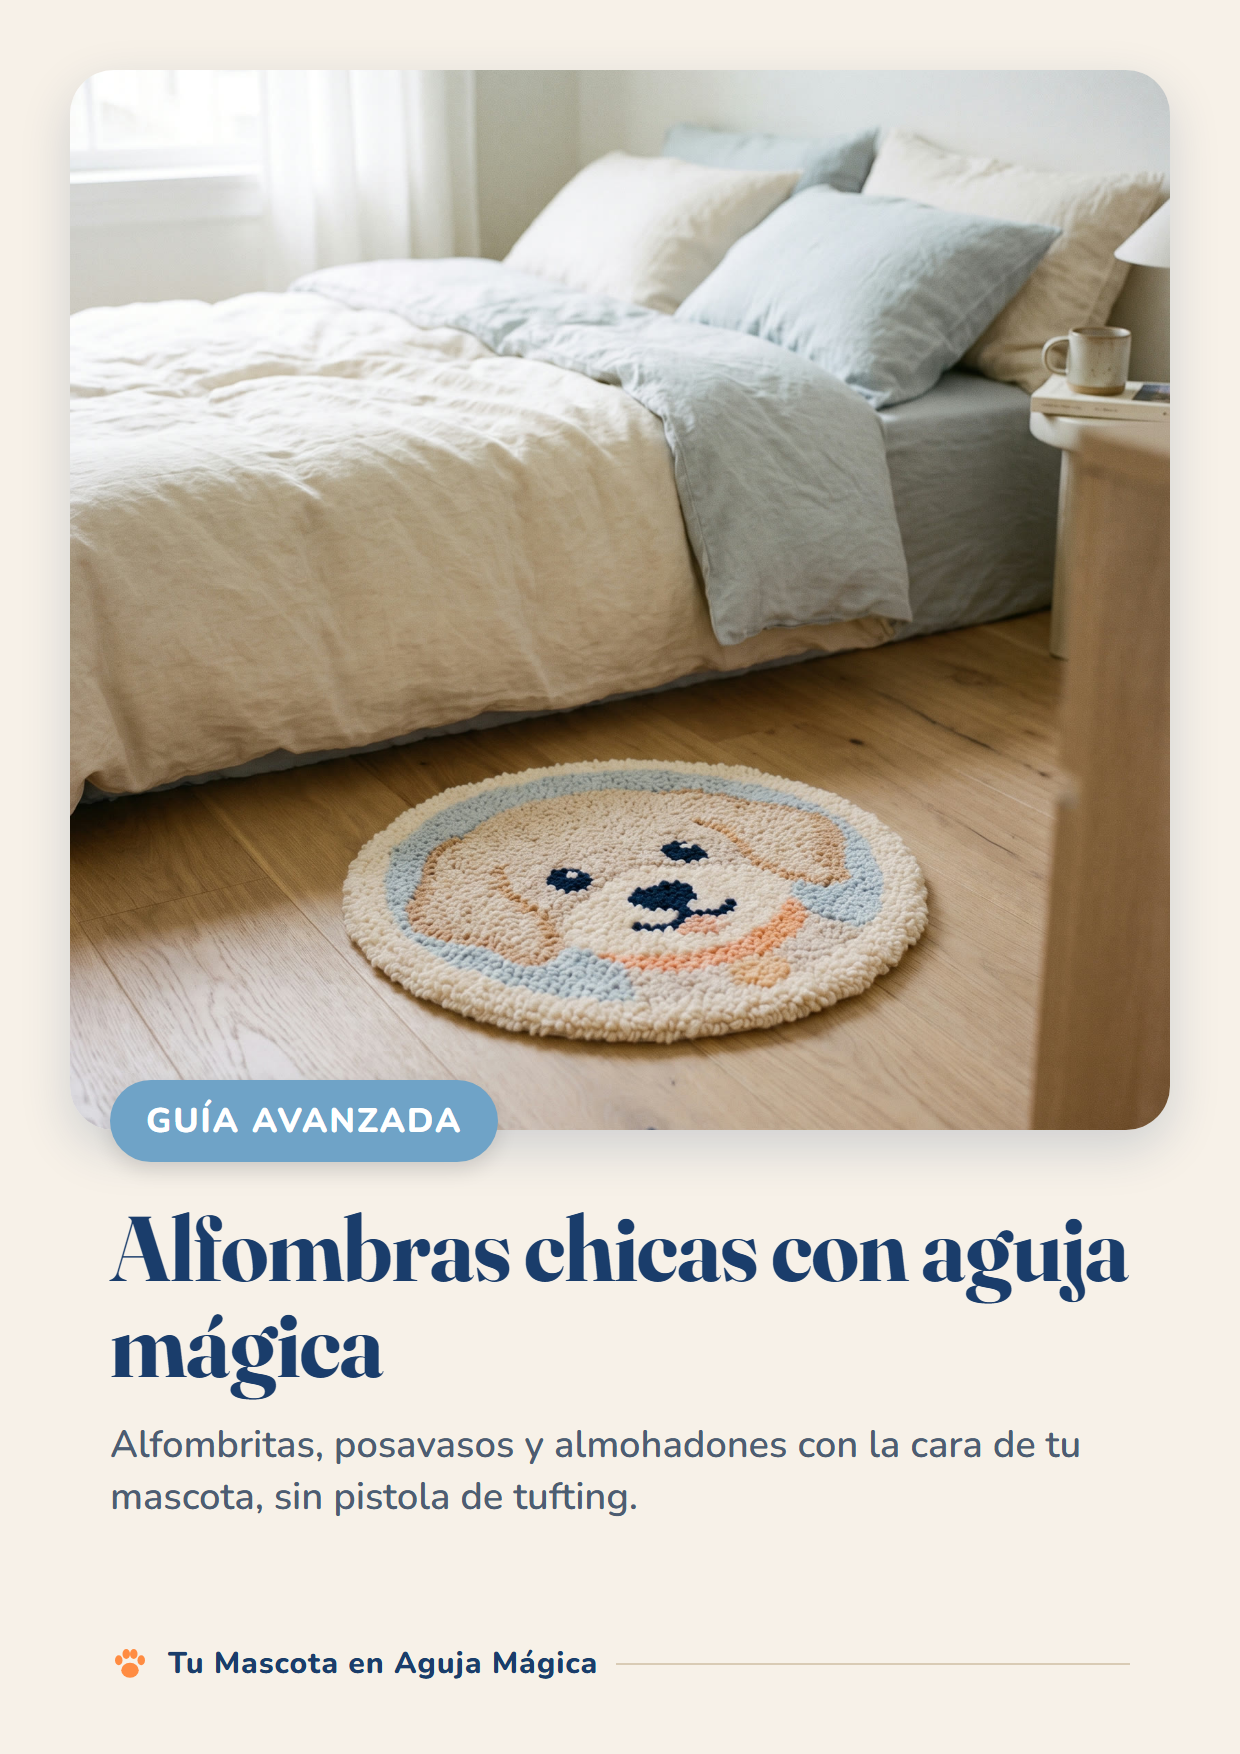 GUÍA AVANZADA
Alfombras chicas con aguja
mágica
Alfombritas, posavasos y almohadones con la cara de tu
mascota, sin pistola de tufting.
Tu Mascota en Aguja Mágica